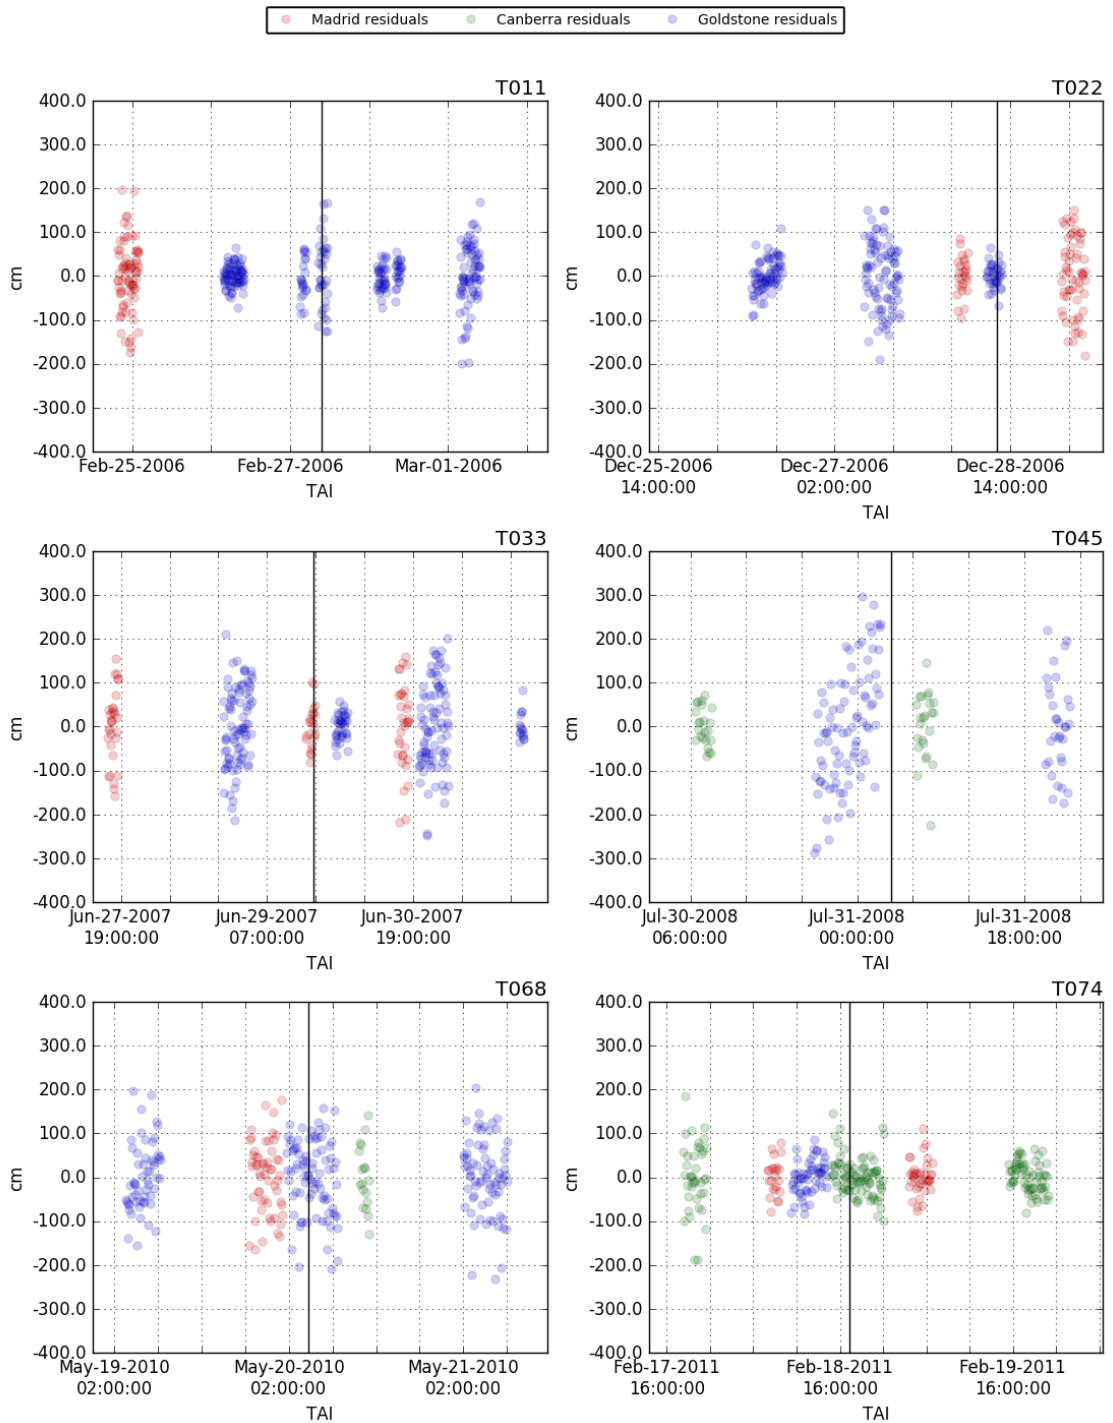 Madrid residuals Canberra residuals Goldstone residuals
T011
400.0
300.0
200.0
100.0
0.0
-100.0
-200.0
-300.0
-400.0
cm
Feb-25-2006 Feb-27-2006 Mar-01-2006
TAI
T022
400.0
300.0
200.0
100.0
0.0
-100.0
-200.0
-300.0
-400.0
cm
Dec-25-2006 Dec-27-2006 Dec-28-2006
14:00:00 02:00:00 14:00:00
TAI
T033
400.0
300.0
200.0
100.0
0.0
-100.0
-200.0
-300.0
-400.0
cm
Jun-27-2007 Jun-29-2007 Jun-30-2007
19:00:00 07:00:00 19:00:00
TAI
T045
400.0
300.0
200.0
100.0
0.0
-100.0
-200.0
-300.0
-400.0
cm
Jul-30-2008 Jul-31-2008 Jul-31-2008
06:00:00 00:00:00 18:00:00
TAI
T068
400.0
300.0
200.0
100.0
0.0
-100.0
-200.0
-300.0
-400.0
cm
May-19-2010 May-20-2010 May-21-2010
02:00:00 02:00:00 02:00:00
TAI
T074
400.0
300.0
200.0
100.0
0.0
-100.0
-200.0
-300.0
-400.0
cm
Feb-17-2011 Feb-18-2011 Feb-19-2011
16:00:00 16:00:00 16:00:00
TAI